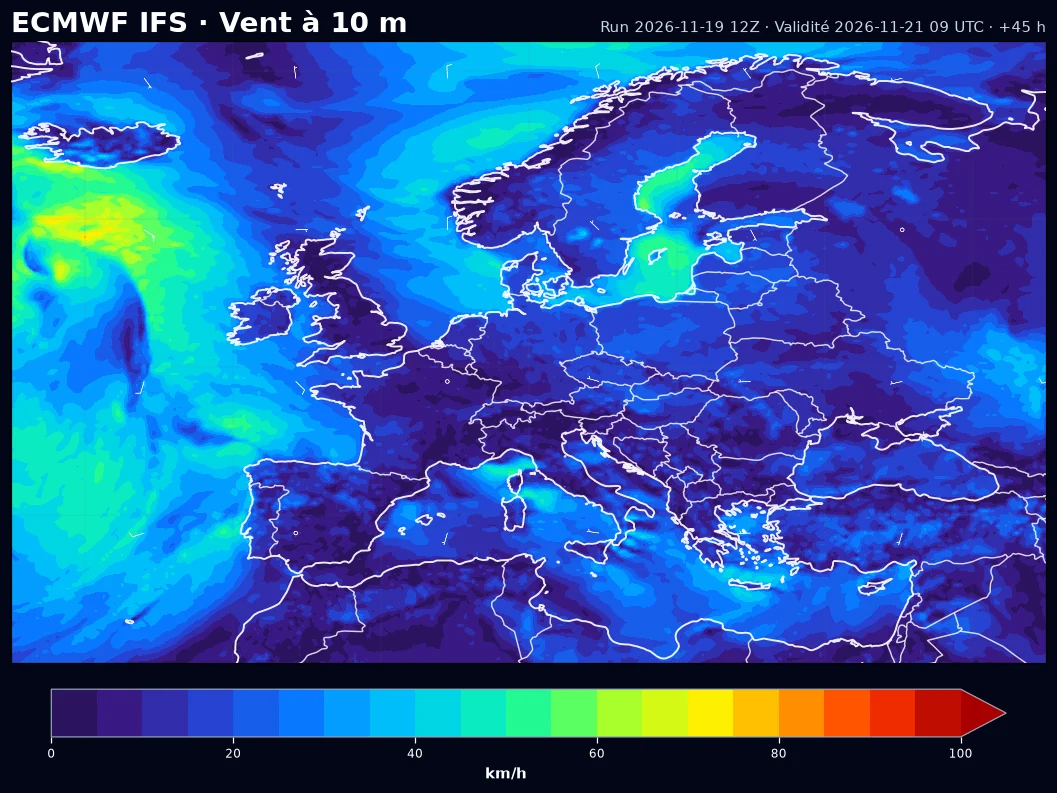 ECMWF IFS · Vent à 10 m
Run 2026-11-19 12Z · Validité 2026-11-21 09 UTC · +45 h
0 20 40 60 80 100
km/h